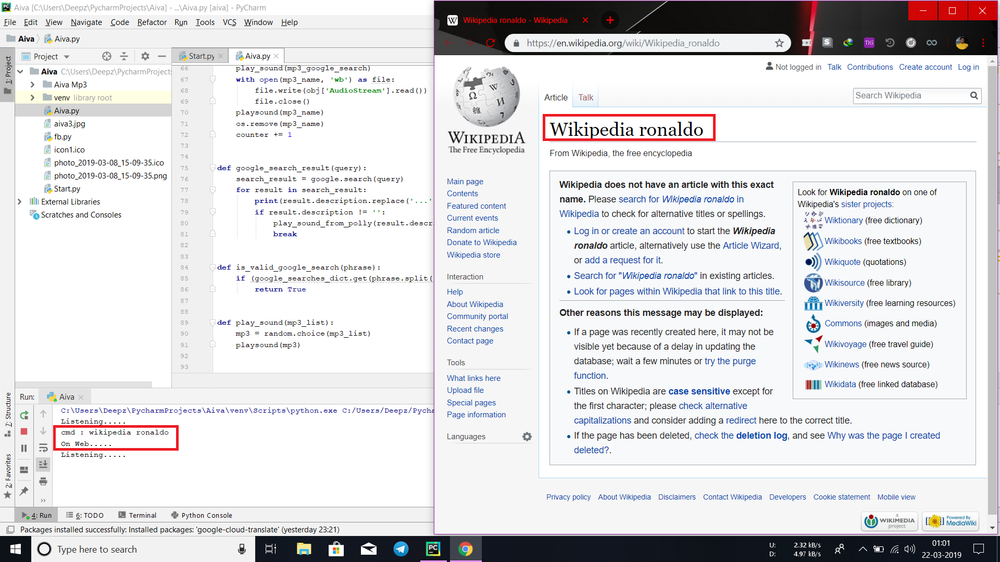 Aiva [C:\Users\Deepz\PycharmProjects\Aiva] - ...\Aiva.py [aiva] - PyCharm
File Edit View Navigate Code Refactor Run Tools VCS Window Help
Aiva Aiva.py
1: Project
Project
Aiva C:\Users\Deepz\PycharmProjects
Aiva Mp3
venv library root
Aiva.py
aiva3.jpg
fb.py
icon1.ico
photo_2019-03-08_15-09-35.ico
photo_2019-03-08_15-09-35.png
Start.py
External Libraries
Scratches and Consoles
Start.py Aiva.py
66 play_sound(mp3_google_search)
67 with open(mp3_name, 'wb') as file:
68 file.write(obj['AudioStream'].read())
69 file.close()
70 playsound(mp3_name)
71 os.remove(mp3_name)
72 counter += 1
73
74
75 def google_search_result(query):
76 search_result = google.search(query)
77 for result in search_result:
78 print(result.description.replace('...'
79 if result.description != '':
80 play_sound_from_polly(result.descri
81 break
82
83
84 def is_valid_google_search(phrase):
85 if (google_searches_dict.get(phrase.split(
86 return True
87
88
89 def play_sound(mp3_list):
90 mp3 = random.choice(mp3_list)
91 playsound(mp3)
92
93
7: Structure
2: Favorites
Run: Aiva
C:\Users\Deepz\PycharmProjects\Aiva\venv\Scripts\python.exe C:/Users/Deepz/Pycha
Listening.....
cmd : wikipedia ronaldo
On Web.....
Listening.....
4: Run 6: TODO Terminal Python Console
Packages installed successfully: Installed packages: 'google-cloud-translate' (yesterday 23:21)
W Wikipedia ronaldo - Wikipedia
https://en.wikipedia.org/wiki/Wikipedia_ronaldo
S TIG
WIKIPEDIA
The Free Encyclopedia
Main page
Contents
Featured content
Current events
Random article
Donate to Wikipedia
Wikipedia store
Interaction
Help
About Wikipedia
Community portal
Recent changes
Contact page
Tools
What links here
Upload file
Special pages
Page information
Languages
Not logged in Talk Contributions Create account Log in
Article Talk
Search Wikipedia
Wikipedia ronaldo
From Wikipedia, the free encyclopedia
Wikipedia does not have an article with this exact
name. Please search for Wikipedia ronaldo in
Wikipedia to check for alternative titles or spellings.
Log in or create an account to start the Wikipedia
ronaldo article, alternatively use the Article Wizard,
or add a request for it.
Search for "Wikipedia ronaldo" in existing articles.
Look for pages within Wikipedia that link to this title.
Look for Wikipedia ronaldo on one of
Wikipedia's sister projects:
Wiktionary (free dictionary)
Wikibooks (free textbooks)
Wikiquote (quotations)
Wikisource (free library)
Wikiversity (free learning resources)
Commons (images and media)
Wikivoyage (free travel guide)
Wikinews (free news source)
Wikidata (free linked database)
Other reasons this message may be displayed:
If a page was recently created here, it may not be
visible yet because of a delay in updating the
database; wait a few minutes or try the purge
function.
Titles on Wikipedia are case sensitive except for
the first character; please check alternative
capitalizations and consider adding a redirect here to the correct title.
If the page has been deleted, check the deletion log, and see Why was the page I created
deleted?.
Privacy policy About Wikipedia Disclaimers Contact Wikipedia Developers Cookie statement Mobile view
a
WIKIMEDIA
project
Powered By
MediaWiki
Type here to search
PC
U: 2.32 kB/s
D: 4.97 kB/s
01:01
22-03-2019